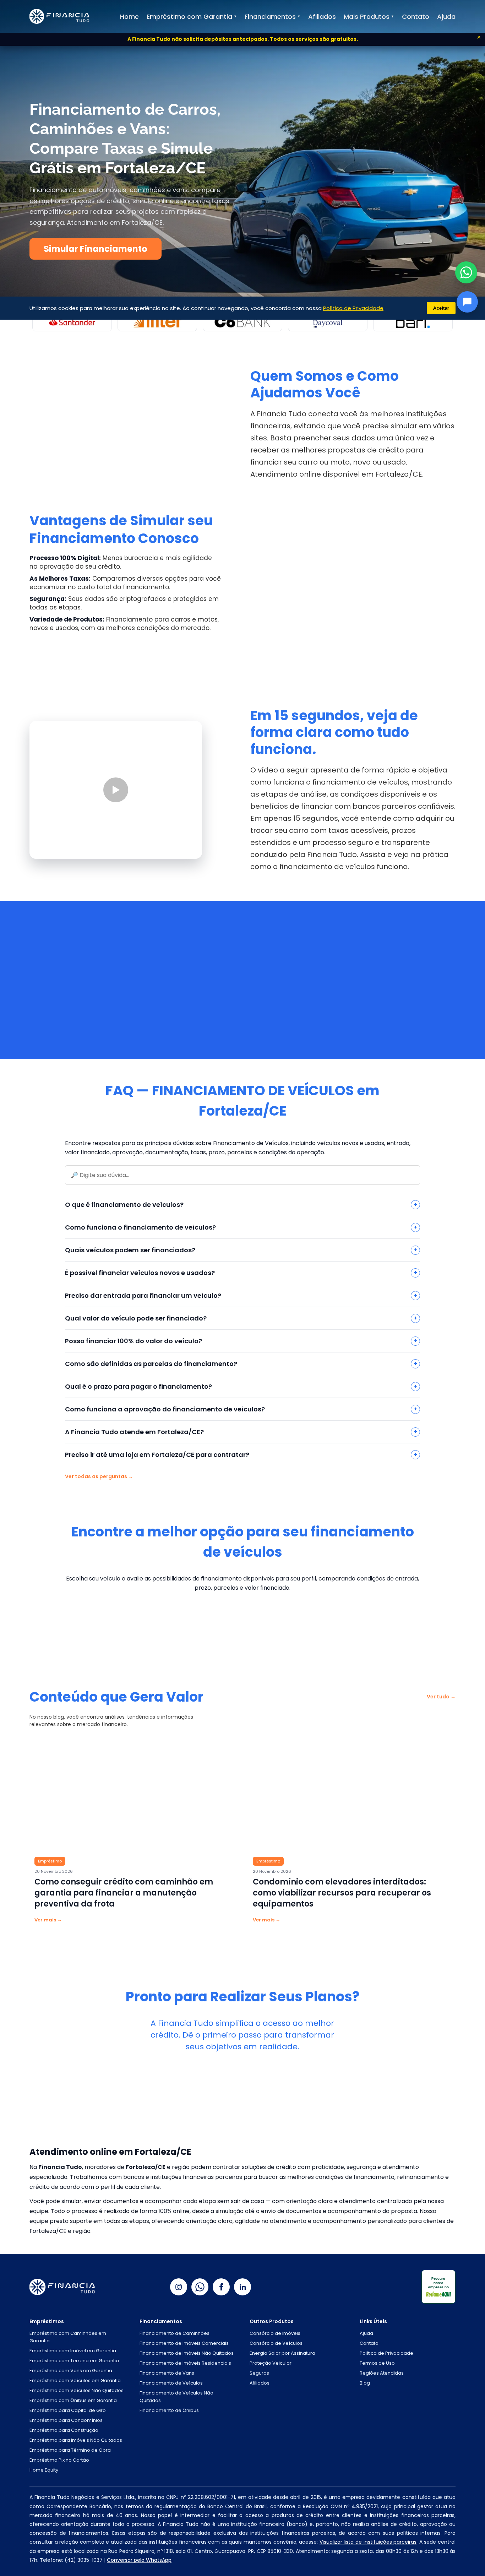 FINANCIA TUDO
Home
Empréstimo com Garantia
Financiamentos
Afiliados
Mais Produtos
Contato
Ajuda
A Financia Tudo não solicita depósitos antecipados. Todos os serviços são gratuitos.
×
Financiamento de Carros,
Caminhões e Vans:
Compare Taxas e Simule
Grátis em Fortaleza/CE
Financiamento de automóveis, caminhões e vans: compare
as melhores opções de crédito, simule online e encontre taxas
competitivas para realizar seus projetos com rapidez e
segurança. Atendimento em Fortaleza/CE.
Simular Financiamento
Utilizamos cookies para melhorar sua experiência no site. Ao continuar navegando, você concorda com nossa Política de Privacidade.
Aceitar
Santander
inter
C6 BANK
Daycoval
bari.
Quem Somos e Como
Ajudamos Você
A Financia Tudo conecta você às melhores instituições
financeiras, evitando que você precise simular em vários
sites. Basta preencher seus dados uma única vez e
receber as melhores propostas de crédito para
financiar seu carro ou moto, novo ou usado.
Atendimento online disponível em Fortaleza/CE.
Vantagens de Simular seu
Financiamento Conosco
Processo 100% Digital: Menos burocracia e mais agilidade
na aprovação do seu crédito.
As Melhores Taxas: Comparamos diversas opções para você
economizar no custo total do financiamento.
Segurança: Seus dados são criptografados e protegidos em
todas as etapas.
Variedade de Produtos: Financiamento para carros e motos,
novos e usados, com as melhores condições do mercado.
Em 15 segundos, veja de
forma clara como tudo
funciona.
O vídeo a seguir apresenta de forma rápida e objetiva
como funciona o financiamento de veículos, mostrando
as etapas de análise, as condições disponíveis e os
benefícios de financiar com bancos parceiros confiáveis.
Em apenas 15 segundos, você entende como adquirir ou
trocar seu carro com taxas acessíveis, prazos
estendidos e um processo seguro e transparente
conduzido pela Financia Tudo. Assista e veja na prática
como o financiamento de veículos funciona.
FAQ — FINANCIAMENTO DE VEÍCULOS em
Fortaleza/CE
Encontre respostas para as principais dúvidas sobre Financiamento de Veículos, incluindo veículos novos e usados, entrada,
valor financiado, aprovação, documentação, taxas, prazo, parcelas e condições da operação.
🔎 Digite sua dúvida...
O que é financiamento de veículos?
Como funciona o financiamento de veículos?
Quais veículos podem ser financiados?
É possível financiar veículos novos e usados?
Preciso dar entrada para financiar um veículo?
Qual valor do veículo pode ser financiado?
Posso financiar 100% do valor do veículo?
Como são definidas as parcelas do financiamento?
Qual é o prazo para pagar o financiamento?
Como funciona a aprovação do financiamento de veículos?
A Financia Tudo atende em Fortaleza/CE?
Preciso ir até uma loja em Fortaleza/CE para contratar?
Ver todas as perguntas →
Encontre a melhor opção para seu financiamento
de veículos
Escolha seu veículo e avalie as possibilidades de financiamento disponíveis para seu perfil, comparando condições de entrada,
prazo, parcelas e valor financiado.
Conteúdo que Gera Valor
Ver tudo →
No nosso blog, você encontra análises, tendências e informações
relevantes sobre o mercado financeiro.
Empréstimo
20 Novembro 2026
Como conseguir crédito com caminhão em
garantia para financiar a manutenção
preventiva da frota
Ver mais →
Empréstimo
20 Novembro 2026
Condomínio com elevadores interditados:
como viabilizar recursos para recuperar os
equipamentos
Ver mais →
Pronto para Realizar Seus Planos?
A Financia Tudo simplifica o acesso ao melhor
crédito. Dê o primeiro passo para transformar
seus objetivos em realidade.
Atendimento online em Fortaleza/CE
Na Financia Tudo, moradores de Fortaleza/CE e região podem contratar soluções de crédito com praticidade, segurança e atendimento
especializado. Trabalhamos com bancos e instituições financeiras parceiras para buscar as melhores condições de financiamento, refinanciamento e
crédito de acordo com o perfil de cada cliente.
Você pode simular, enviar documentos e acompanhar cada etapa sem sair de casa — com orientação clara e atendimento centralizado pela nossa
equipe. Todo o processo é realizado de forma 100% online, desde a simulação até o envio de documentos e acompanhamento da proposta. Nossa
equipe presta suporte em todas as etapas, oferecendo orientação clara, agilidade no atendimento e acompanhamento personalizado para clientes de
Fortaleza/CE e região.
FINANCIA TUDO
Procure
nossa
empresa no
ReclameAQUI
Empréstimos
Empréstimo com Caminhões em
Garantia
Empréstimo com Imóvel em Garantia
Empréstimo com Terreno em Garantia
Empréstimo com Vans em Garantia
Empréstimo com Veículos em Garantia
Empréstimo com Veículos Não Quitados
Empréstimo com Ônibus em Garantia
Empréstimo para Capital de Giro
Empréstimo para Condomínios
Empréstimo para Construção
Empréstimo para Imóveis Não Quitados
Empréstimo para Término de Obra
Empréstimo Pix no Cartão
Home Equity
Financiamentos
Financiamento de Caminhões
Financiamento de Imóveis Comerciais
Financiamento de Imóveis Não Quitados
Financiamento de Imóveis Residenciais
Financiamento de Vans
Financiamento de Veículos
Financiamento de Veículos Não
Quitados
Financiamento de Ônibus
Outros Produtos
Consórcio de Imóveis
Consórcio de Veículos
Energia Solar por Assinatura
Proteção Veicular
Seguros
Afiliados
Links Úteis
Ajuda
Contato
Política de Privacidade
Termos de Uso
Regiões Atendidas
Blog
A Financia Tudo Negócios e Serviços Ltda., inscrita no CNPJ nº 22.208.602/0001-71, em atividade desde abril de 2015, é uma empresa devidamente constituída que atua
como Correspondente Bancário, nos termos da regulamentação do Banco Central do Brasil, conforme a Resolução CMN nº 4.935/2021, cujo principal gestor atua no
mercado financeiro há mais de 40 anos. Nosso papel é intermediar e facilitar o acesso a produtos de crédito entre clientes e instituições financeiras parceiras,
oferecendo orientação durante todo o processo. A Financia Tudo não é uma instituição financeira (banco) e, portanto, não realiza análise de crédito, aprovação ou
concessão de financiamentos. Essas etapas são de responsabilidade exclusiva das instituições financeiras parceiras, de acordo com suas políticas internas. Para
consultar a relação completa e atualizada das instituições financeiras com as quais mantemos convênio, acesse: Visualizar lista de instituições parceiras. A sede central
da empresa está localizada na Rua Pedro Siqueira, nº 131B, sala 01, Centro, Guarapuava-PR, CEP 85010-330. Atendimento: segunda a sexta, das 08h30 às 12h e das 13h30 às
17h. Telefone: (42) 3035-1037 | Conversar pelo WhatsApp.